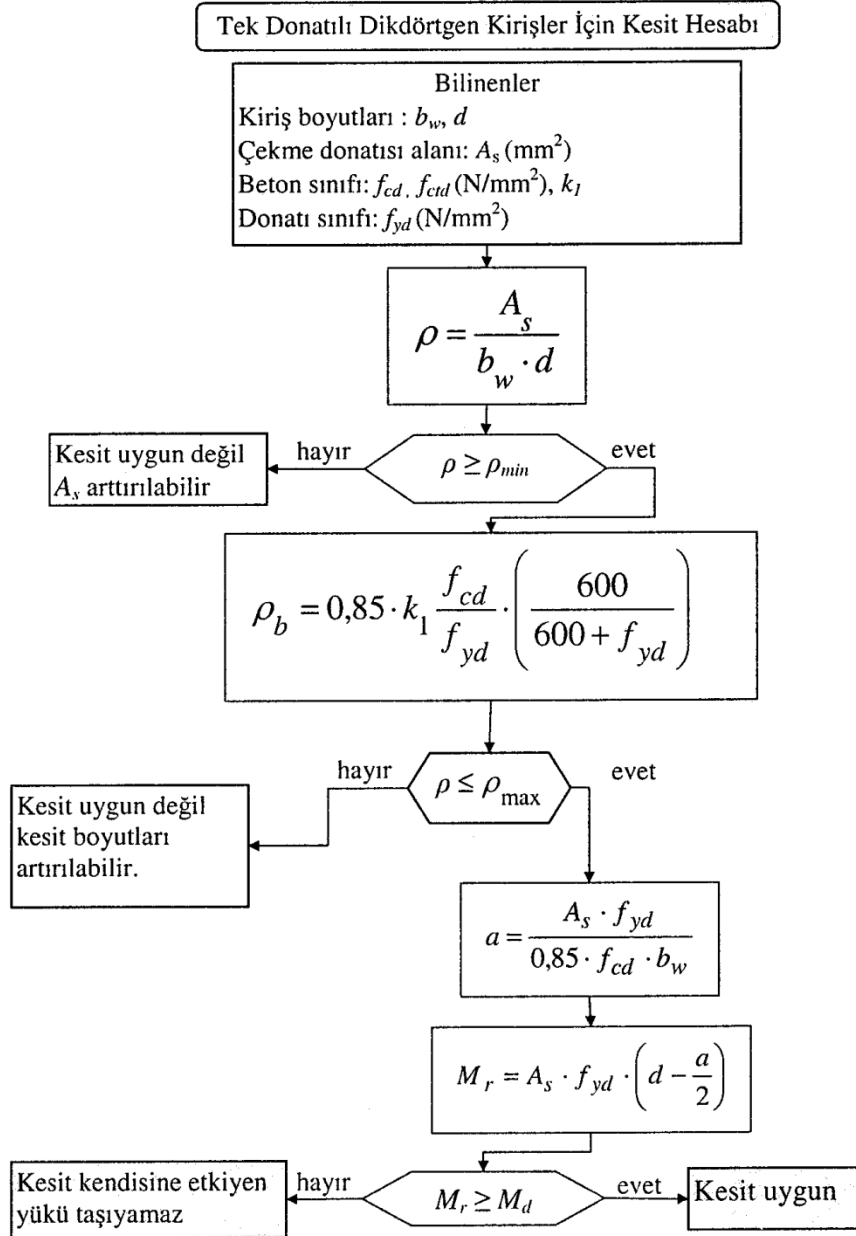 Tek Donatılı Dikdörtgen Kirişler İçin Kesit Hesabı
Bilinenler
Kiriş boyutları : b_w, d
Çekme donatısı alanı: A_s (mm²)
Beton sınıfı: f_cd, f_ctd (N/mm²), k_1
Donatı sınıfı: f_yd (N/mm²)
ρ = A_s / (b_w · d)
hayır
evet
Kesit uygun değil
A_s arttırılabilir
ρ ≥ ρ_min
ρ_b = 0,85 · k_1 f_cd / f_yd · (600 / (600 + f_yd))
hayır
evet
ρ ≤ ρ_max
Kesit uygun değil
kesit boyutları
artırılabilir.
a = A_s · f_yd / (0,85 · f_cd · b_w)
M_r = A_s · f_yd · (d − a/2)
Kesit kendisine etkiyen
yükü taşıyamaz
hayır
M_r ≥ M_d
evet
Kesit uygun